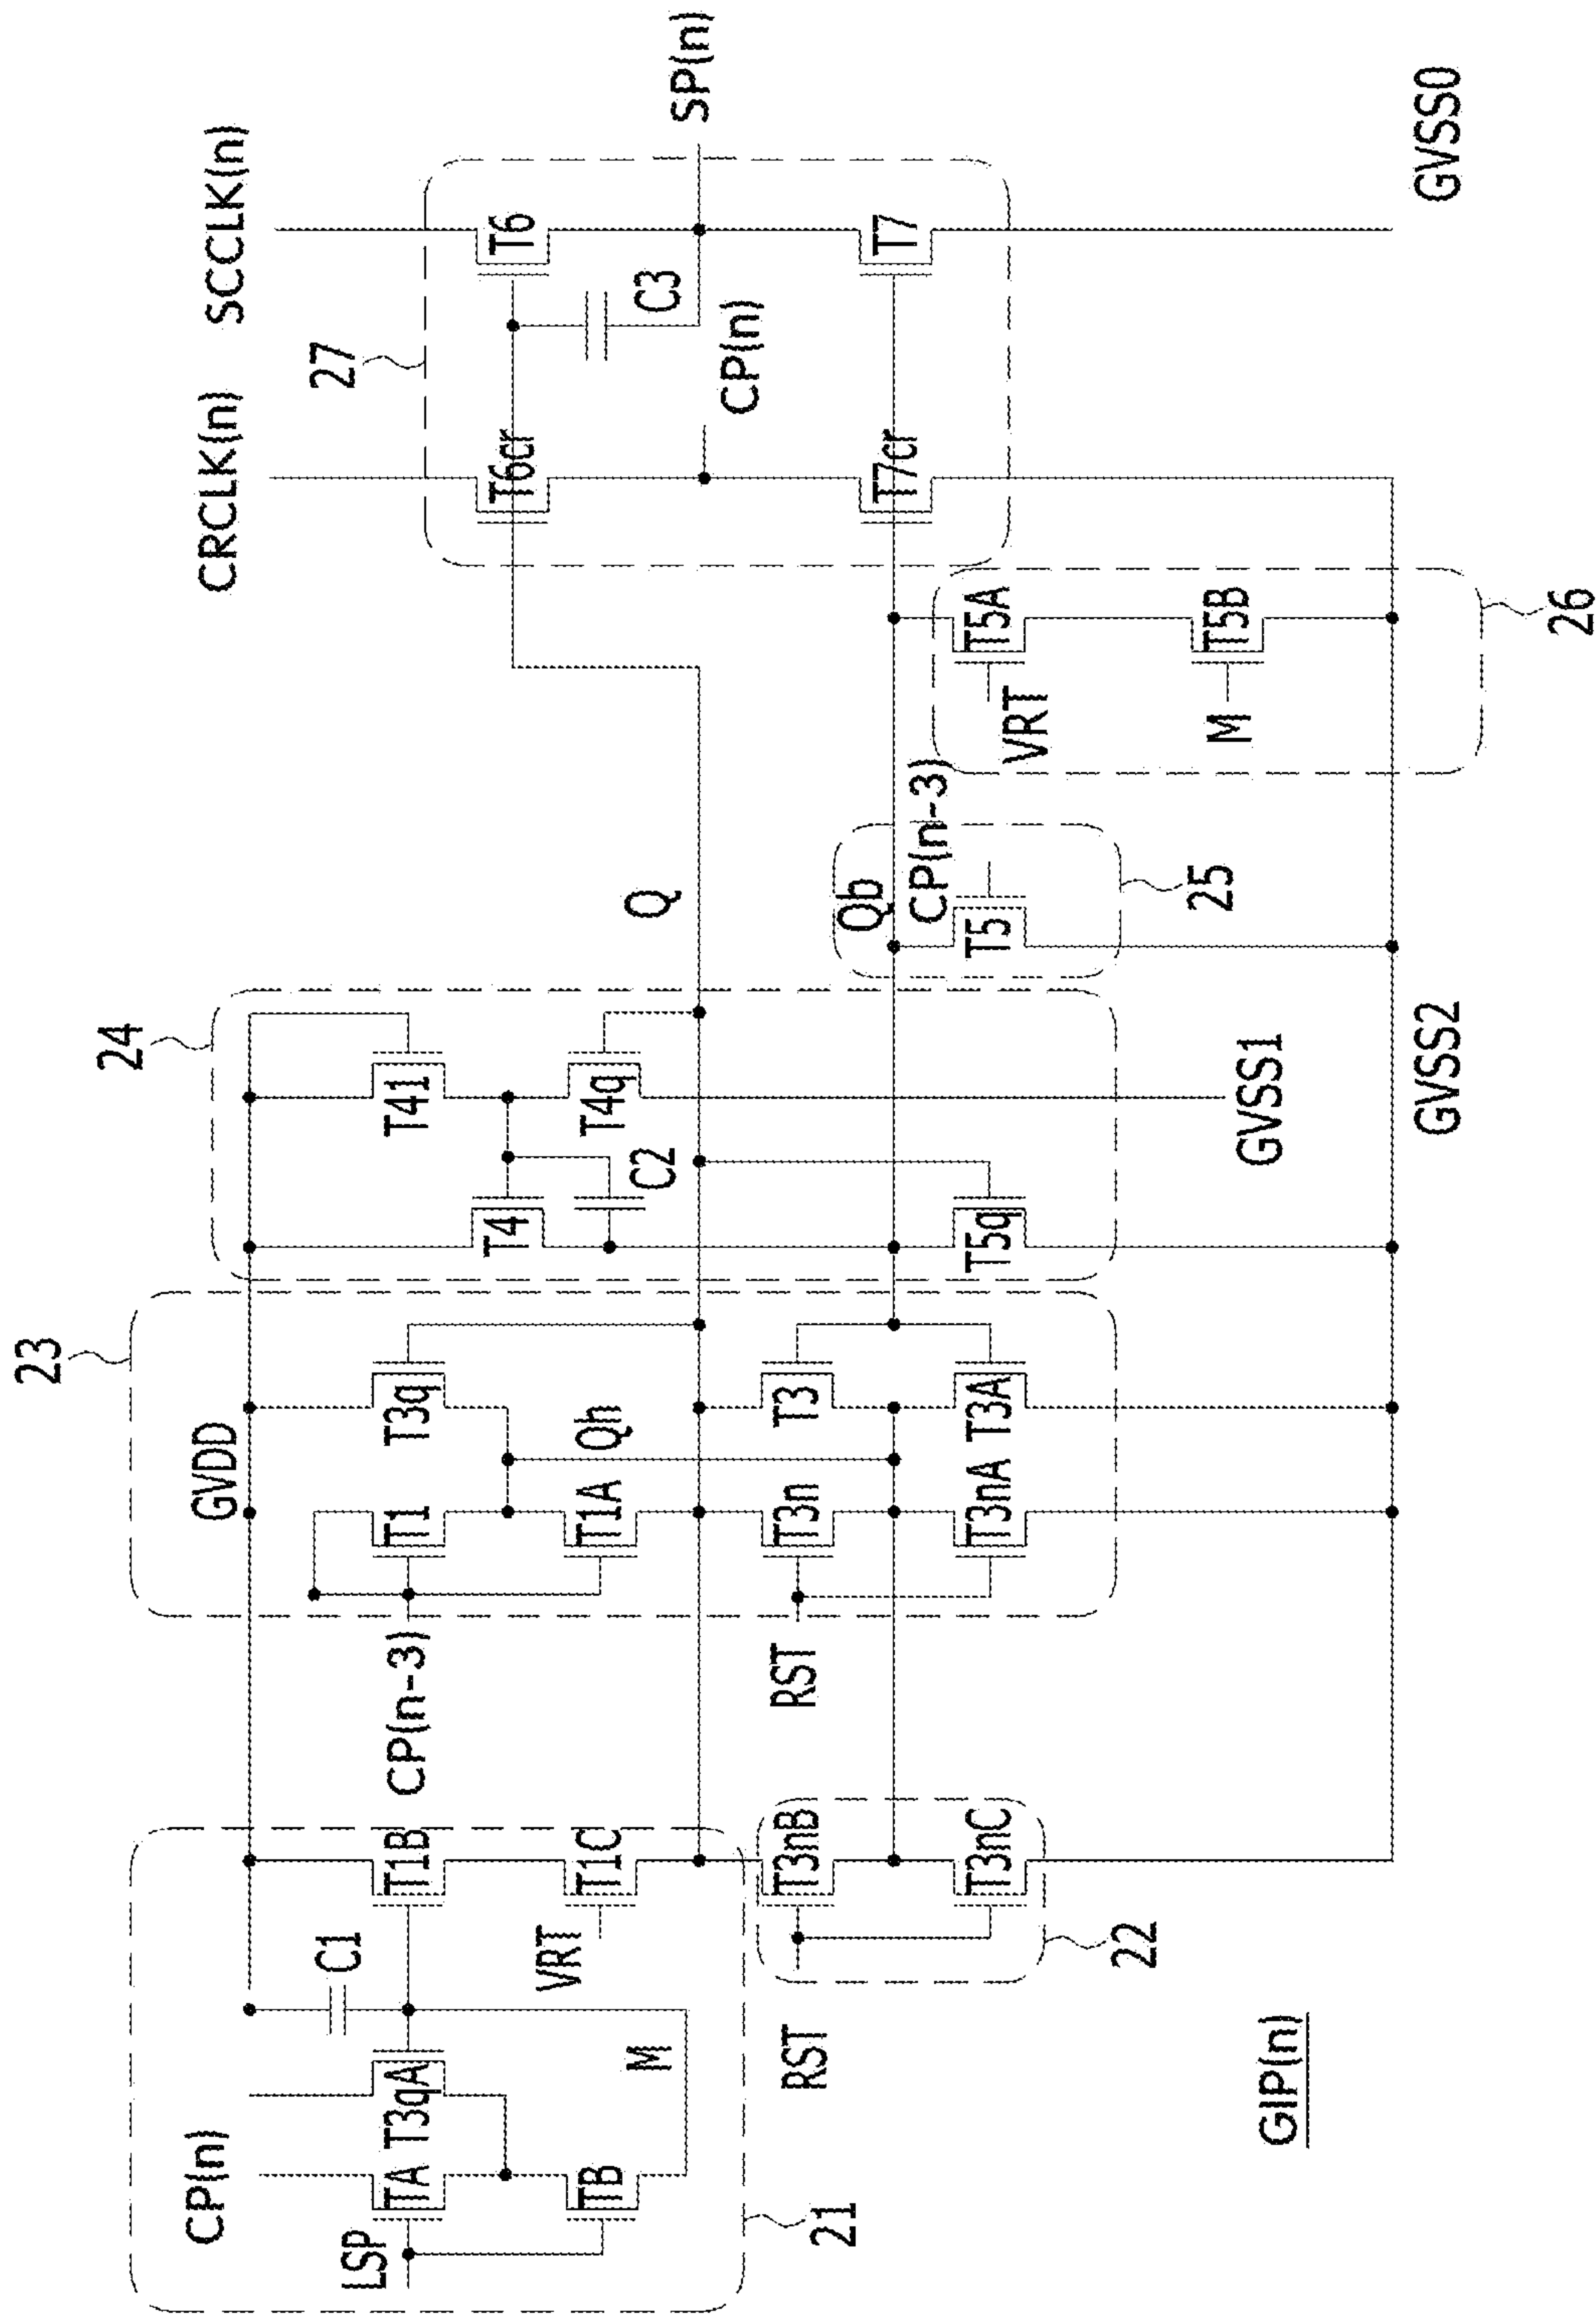 CRCLK(n)
SCCLK(n)
27
T6cr
T6
C3
SP(n)
CP(n)
T7cr
T7
GVSS0
24
T41
T4
C2
T4q
Q
Qb
T5q
GVSS1
CP(n-3)
T5
25
VRT
T5A
M
T5B
26
GVSS2
23
GVDD
T1
T3q
Qh
T1A
CP(n-3)
RST
T3n
T3
T3nA
T3A
CP(n)
LSP
TA
T3qA
C1
T1B
TB
M
VRT
T1C
21
RST
T3nB
T3nC
22
GIP(n)